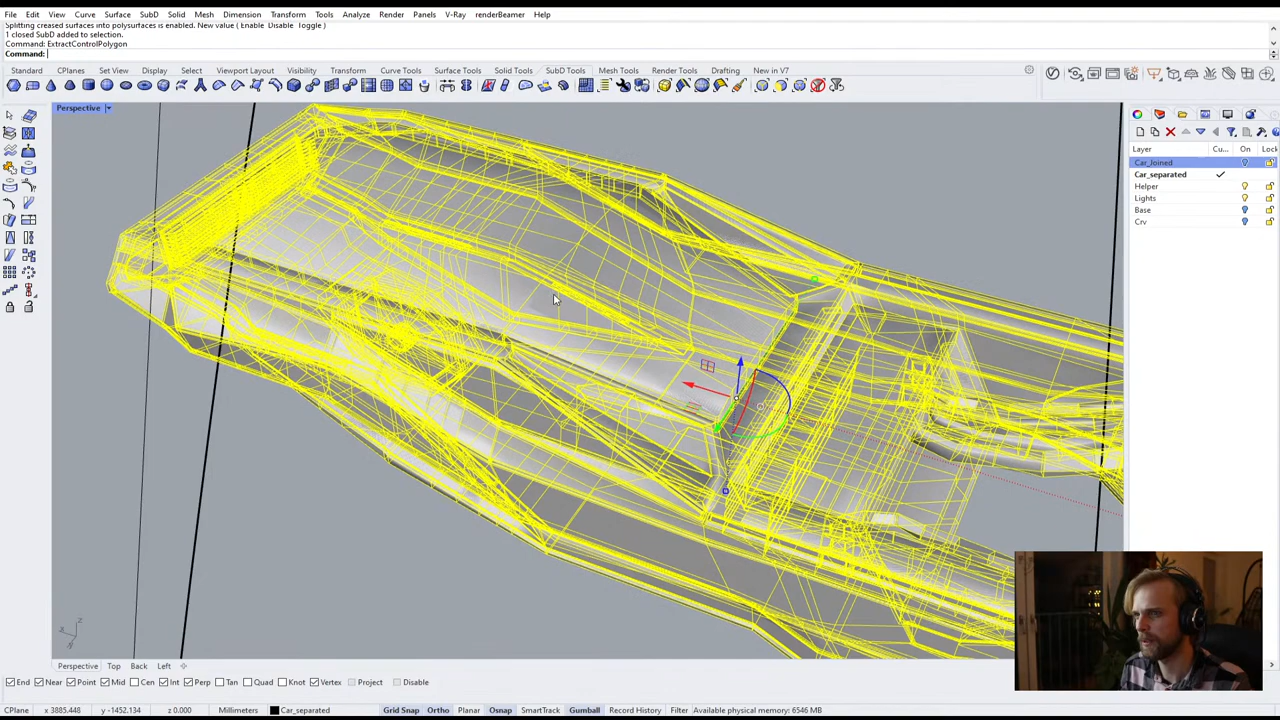 File Edit View Curve Surface SubD Solid Mesh Dimension Transform Tools Analyze Render Panels V-Ray renderBeamer Help
Splitting creased surfaces into polysurfaces is enabled. New value ( Enable Disable Toggle )
1 closed SubD added to selection.
Command: ExtractControlPolygon
Command:
Standard CPlanes Set View Display Select Viewport Layout Visibility Transform Curve Tools Surface Tools Solid Tools SubD Tools Mesh Tools Render Tools Drafting New in V7
Perspective
Layer Cu... On Lock
Car_Joined
Car_separated
Helper
Lights
Base
Crv
Perspective Top Back Left
End Near Point Mid Cen Int Perp Tan Quad Knot Vertex Project Disable
CPlane x 3885.448 y -1452.134 z 0.000 Millimeters Car_separated Grid Snap Ortho Planar Osnap SmartTrack Gumball Record History Filter Available physical memory: 6546 MB